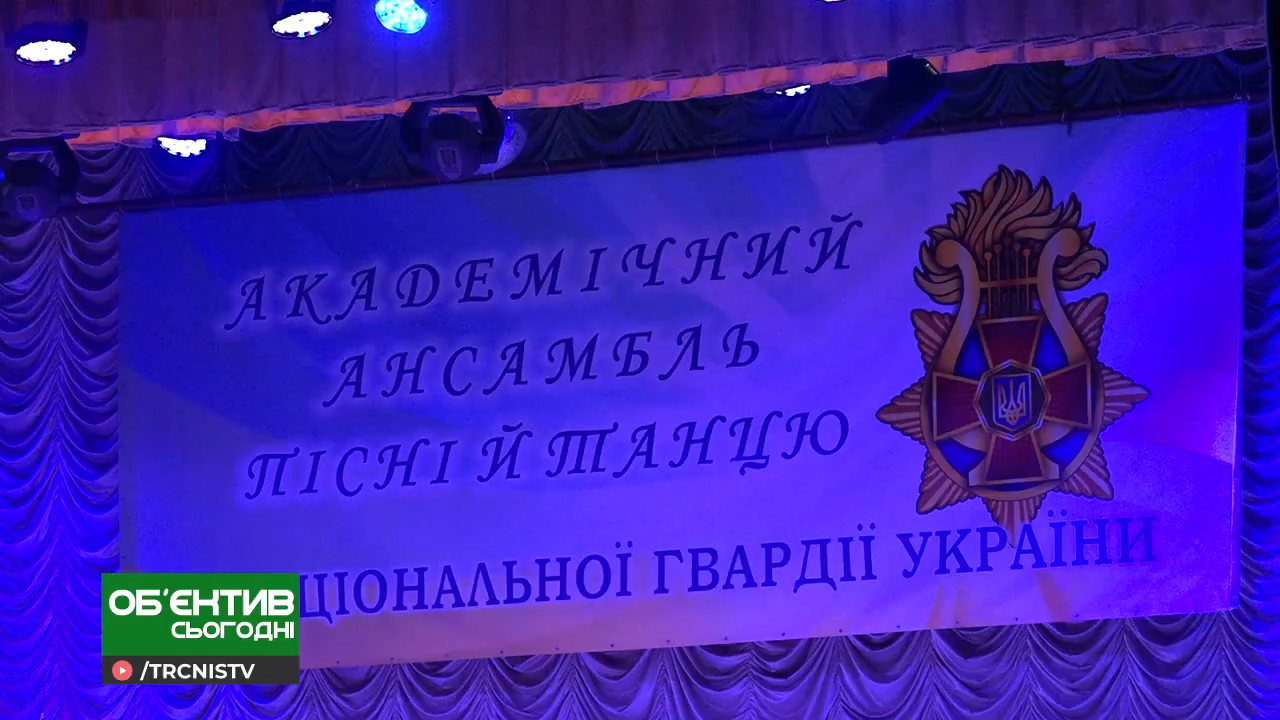 АКАДЕМІЧНИЙ
АНСАМБЛЬ
ПІСНІ Й ТАНЦЮ
ЦІОНАЛЬНОЇ ГВАРДІЇ УКРАЇНИ
ОБ'ЄКТИВ
СЬОГОДНІ
/TRCNISTV